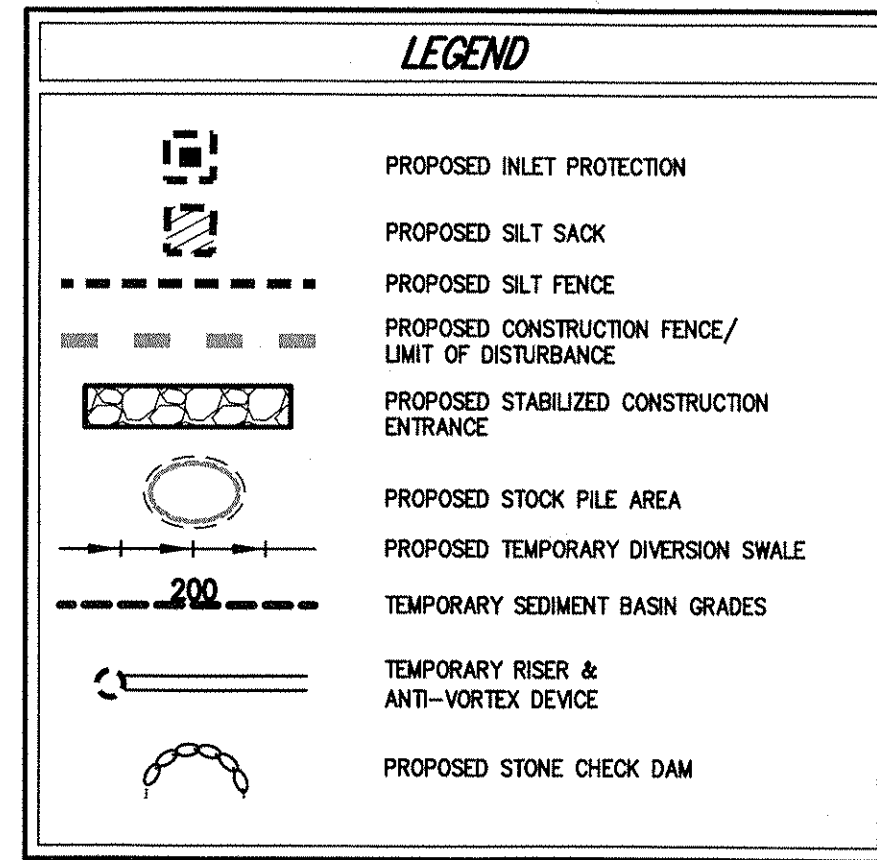 LEGEND
PROPOSED INLET PROTECTION
PROPOSED SILT SACK
PROPOSED SILT FENCE
PROPOSED CONSTRUCTION FENCE/
LIMIT OF DISTURBANCE
PROPOSED STABILIZED CONSTRUCTION
ENTRANCE
PROPOSED STOCK PILE AREA
PROPOSED TEMPORARY DIVERSION SWALE
200
TEMPORARY SEDIMENT BASIN GRADES
TEMPORARY RISER &
ANTI-VORTEX DEVICE
PROPOSED STONE CHECK DAM